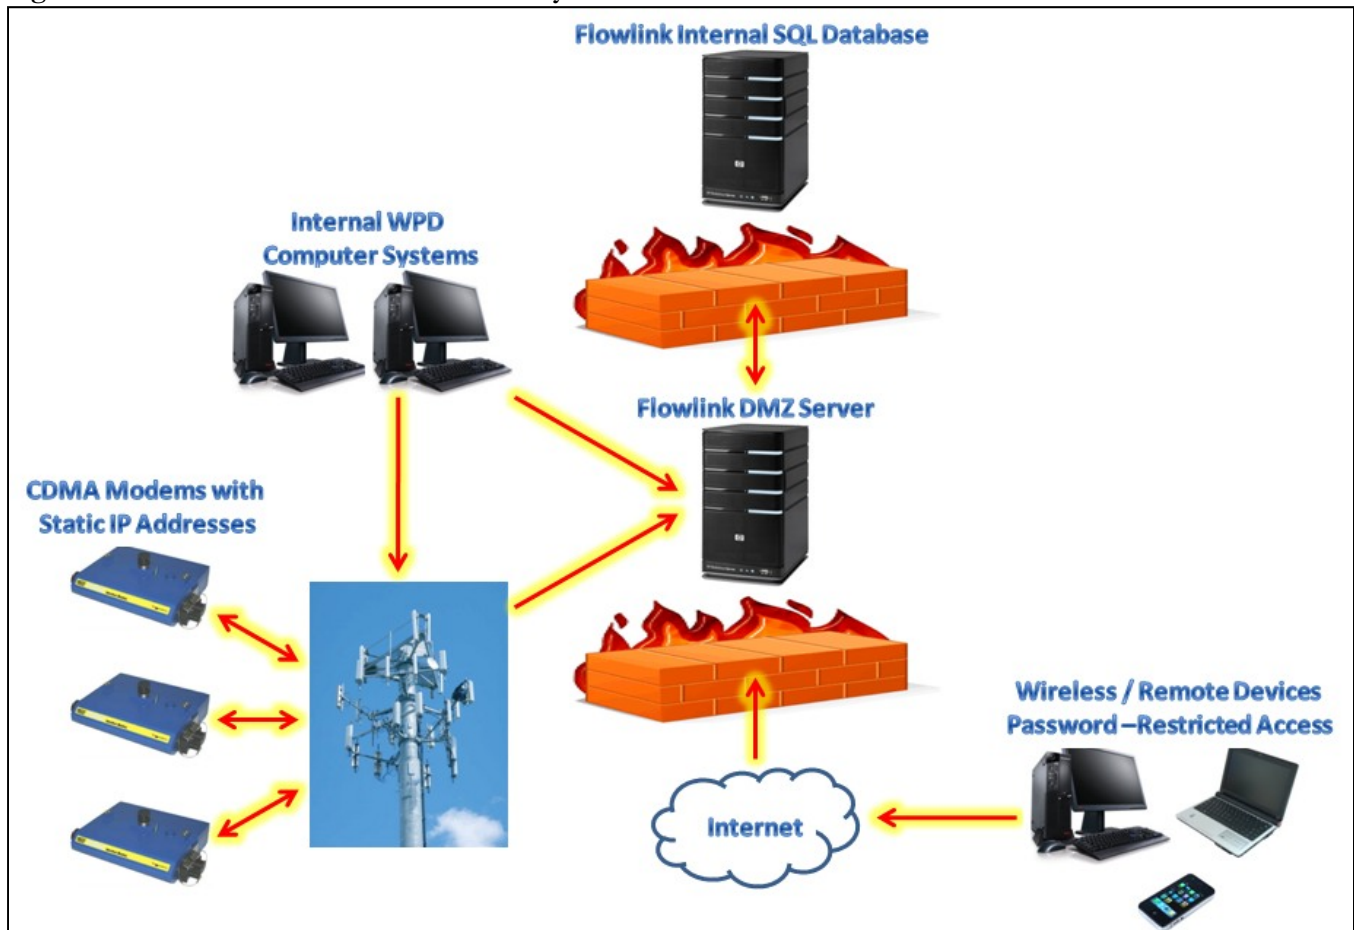 Flowlink Internal SQL Database
Internal WPD
Computer Systems
Flowlink DMZ Server
CDMA Modems with
Static IP Addresses
Wireless / Remote Devices
Password –Restricted Access
Internet